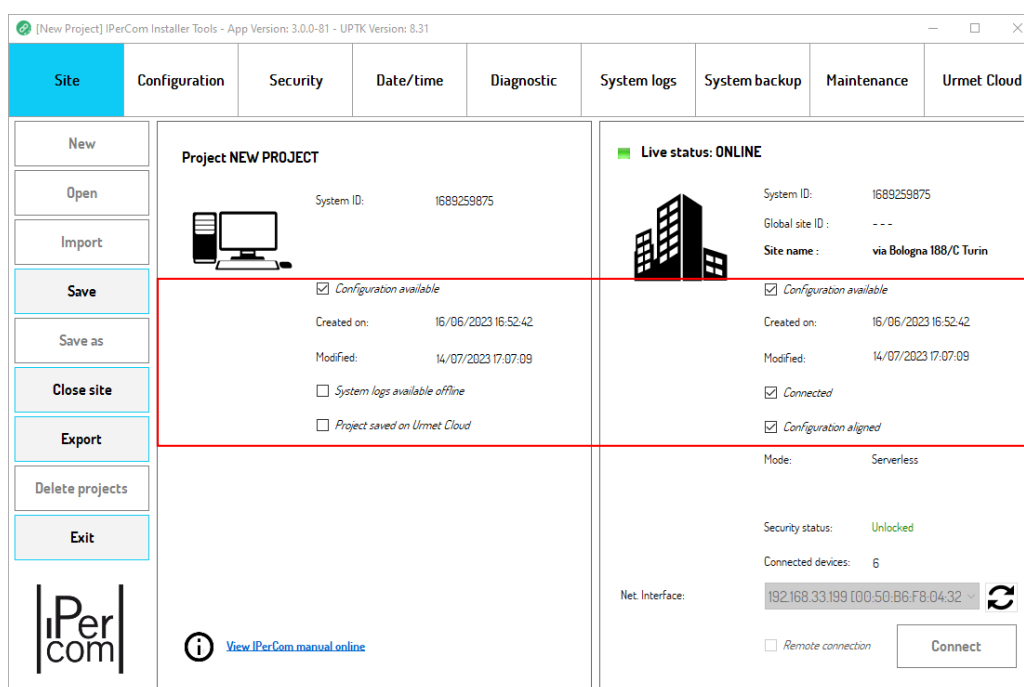 [New Project] IPerCom Installer Tools - App Version: 3.0.0-81 - UPTK Version: 8.31
Site
Configuration
Security
Date/time
Diagnostic
System logs
System backup
Maintenance
Urmet Cloud
New
Open
Import
Save
Save as
Close site
Export
Delete projects
Exit
IPer
com
Project NEW PROJECT
System ID: 1689259875
Configuration available
Created on: 16/06/2023 16:52:42
Modified: 14/07/2023 17:07:09
System logs available offline
Project saved on Urmet Cloud
View IPerCom manual online
Live status: ONLINE
System ID: 1689259875
Global site ID : - - -
Site name : via Bologna 188/C Turin
Configuration available
Created on: 16/06/2023 16:52:42
Modified: 14/07/2023 17:07:09
Connected
Configuration aligned
Mode: Serverless
Security status: Unlocked
Connected devices: 6
Net. Interface: 192.168.33.199 [00:50:B6:F8:04:32
Remote connection
Connect